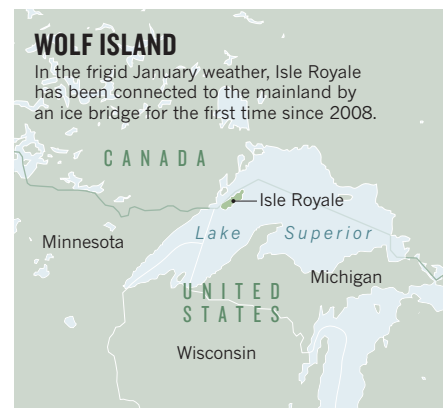 WOLF ISLAND
In the frigid January weather, Isle Royale
has been connected to the mainland by
an ice bridge for the first time since 2008.
CANADA
Isle Royale
Minnesota
Lake Superior
Michigan
UNITED
STATES
Wisconsin